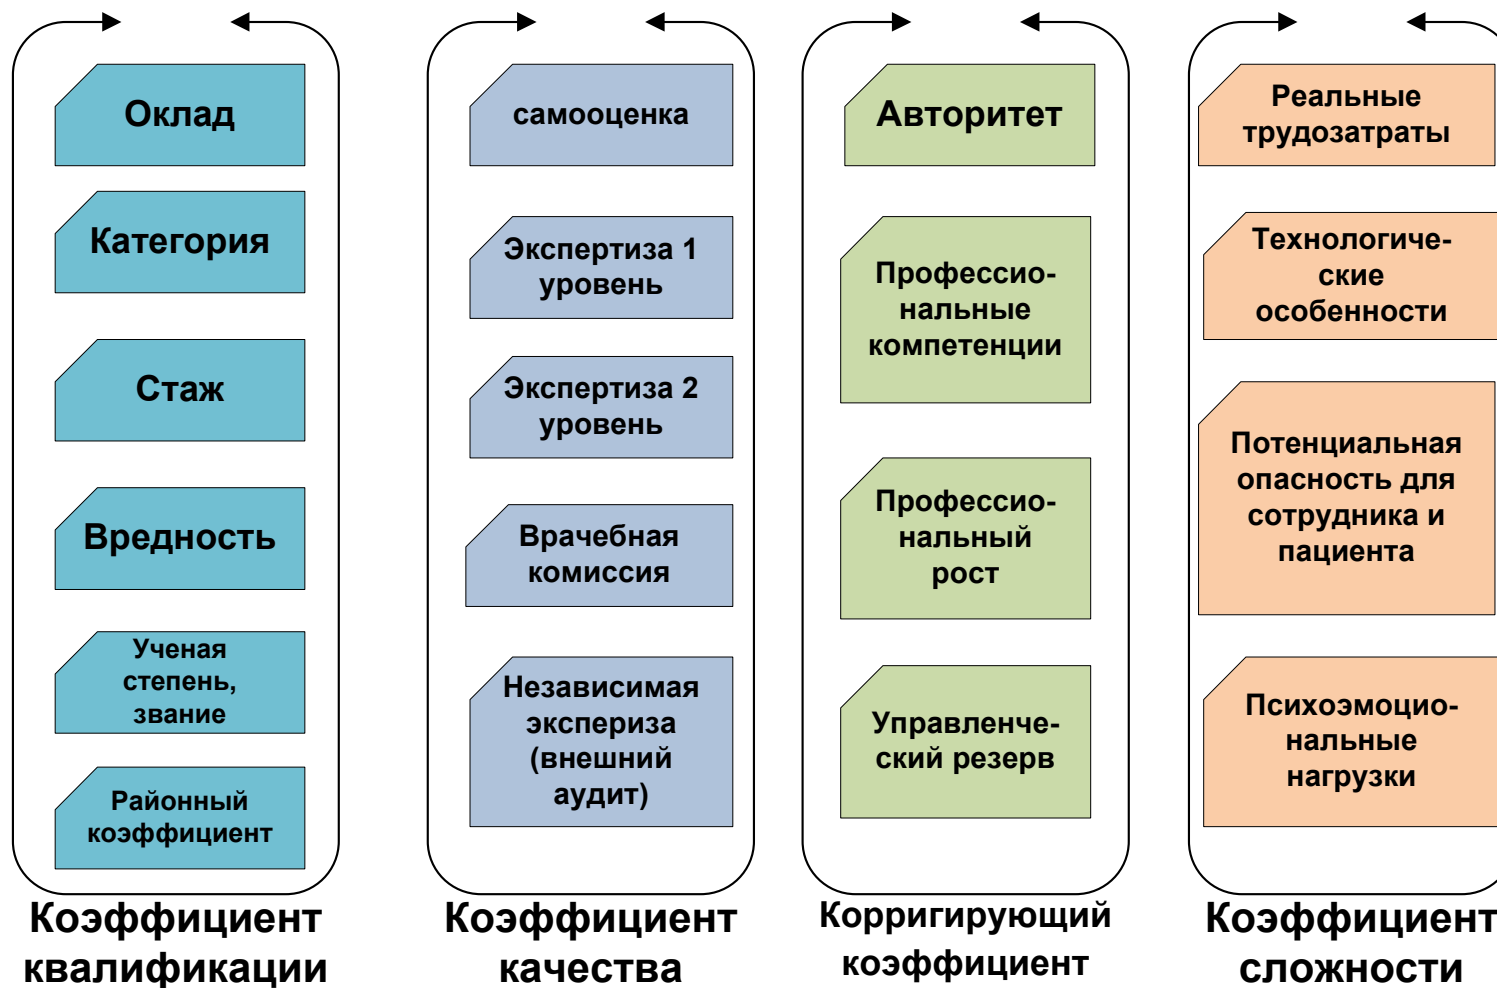 Оклад
Категория
Стаж
Вредность
Ученая
степень,
звание
Районный
коэффициент
Коэффициент
квалификации
самооценка
Экспертиза 1
уровень
Экспертиза 2
уровень
Врачебная
комиссия
Независимая
экспериза
(внешний
аудит)
Коэффициент
качества
Авторитет
Профессио-
нальные
компетенции
Профессио-
нальный
рост
Управленче-
ский резерв
Корригирующий
коэффициент
Реальные
трудозатраты
Технологиче-
ские
особенности
Потенциальная
опасность для
сотрудника и
пациента
Психоэмоцио-
нальные
нагрузки
Коэффициент
сложности